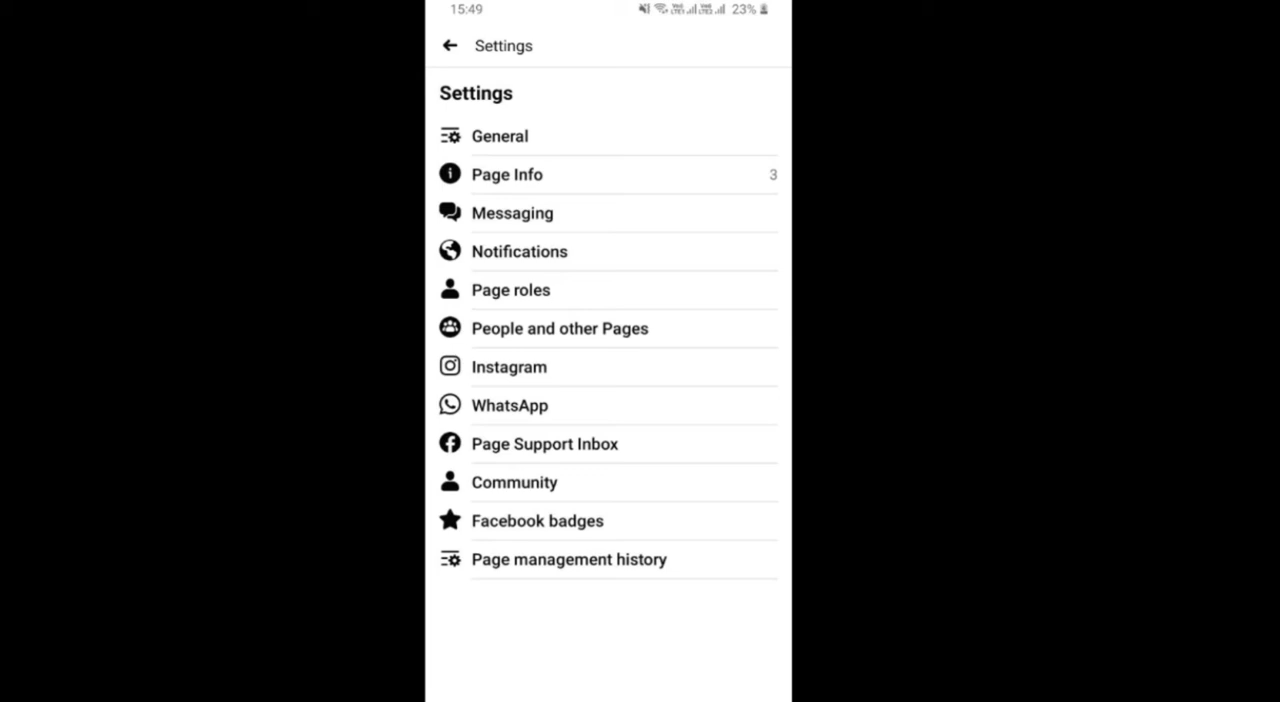 15:49
23%
Settings
Settings
General
Page Info 3
Messaging
Notifications
Page roles
People and other Pages
Instagram
WhatsApp
Page Support Inbox
Community
Facebook badges
Page management history